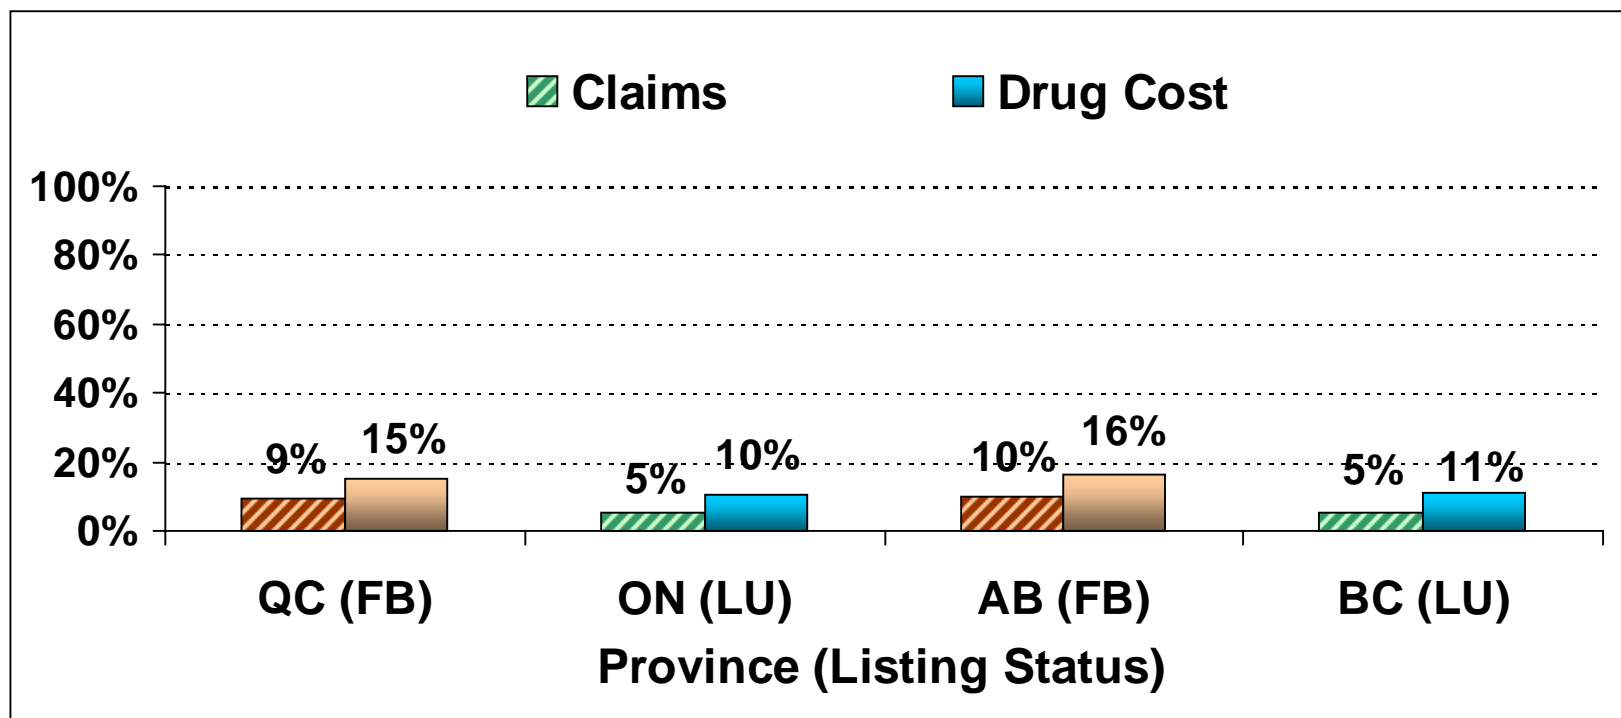 Claims Drug Cost
100%
80%
60%
40%
20%
0%
9% 15% 5% 10% 10% 16% 5% 11%
QC (FB) ON (LU) AB (FB) BC (LU)
Province (Listing Status)